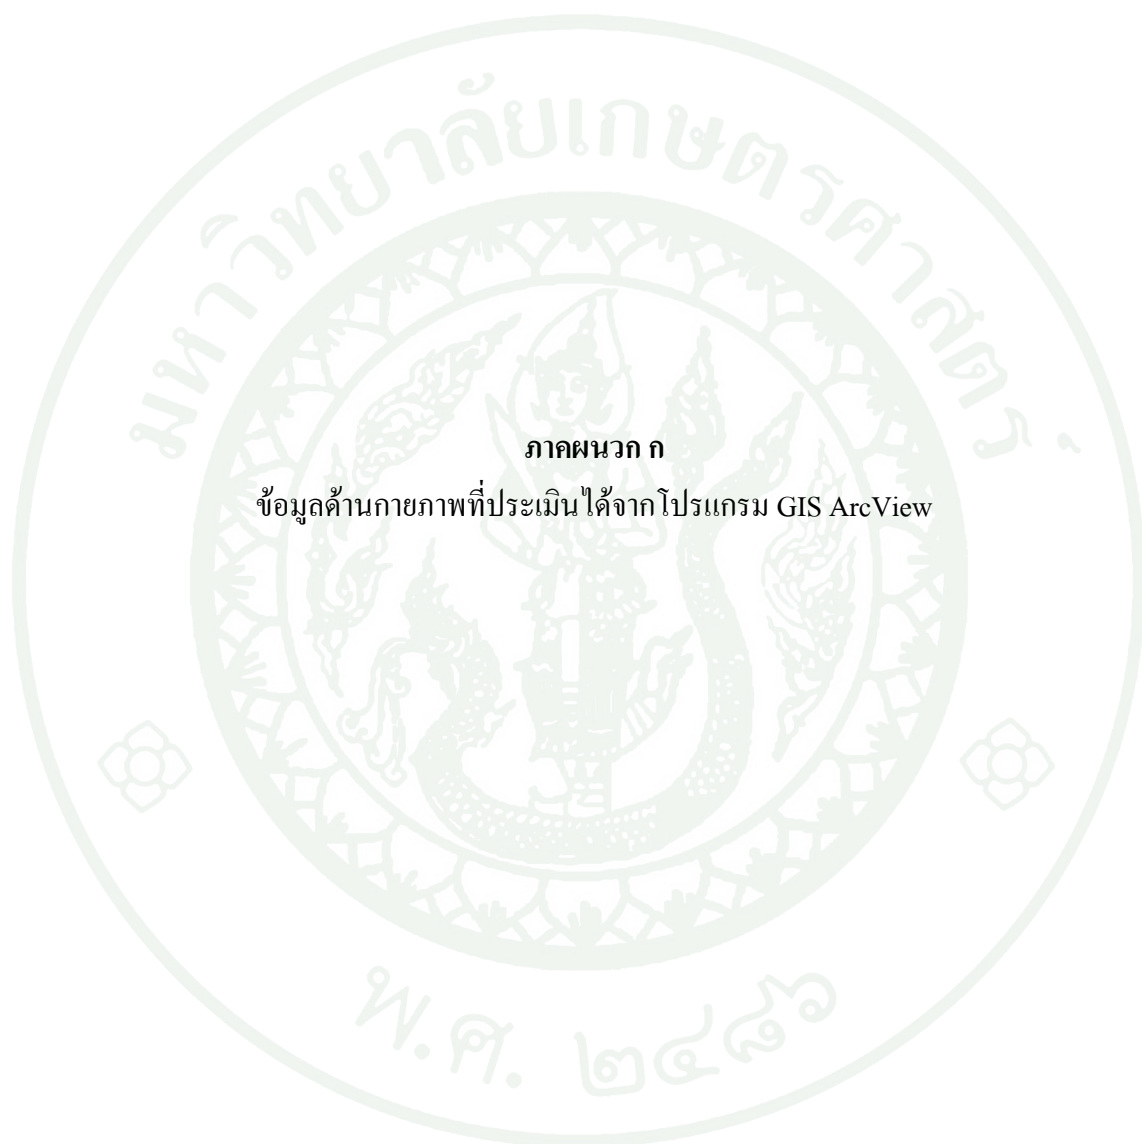 มหาวิทยาลัยเกษตรศาสตร์
ภาคผนวก ก
ข้อมูลด้านกายภาพที่ประเมินได้จากโปรแกรม GIS ArcView
พ.ศ. ๒๔๘๖